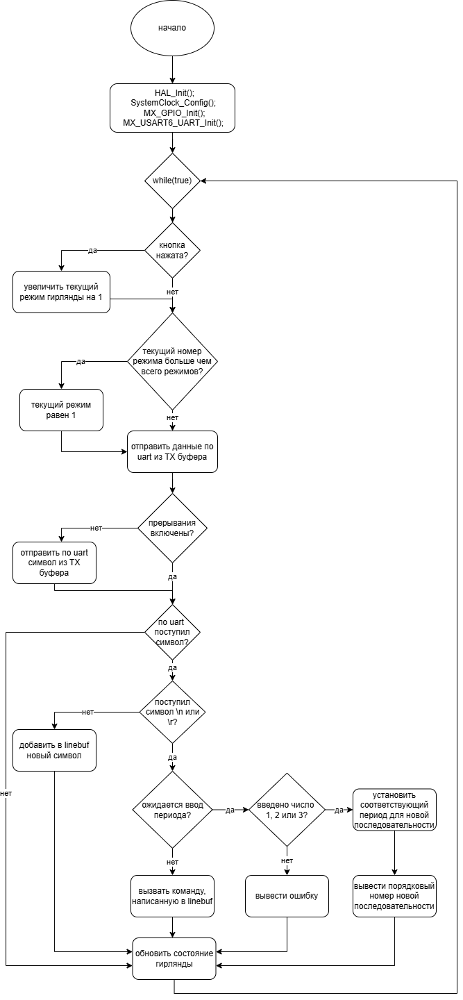 начало
HAL_Init();
SystemClock_Config();
MX_GPIO_Init();
MX_USART6_UART_Init();
while(true)
кнопка
нажата?
да
увеличить текущий
режим гирлянды на 1
нет
текущий номер
режима больше чем
всего режимов?
да
текущий режим
равен 1
нет
отправить данные по
uart из TX буфера
прерывания
включены?
нет
отправить по uart
символ из TX
буфера
да
по uart
поступил
символ?
да
поступил
символ \n или
\r?
нет
добавить в linebuf
новый символ
да
нет
ожидается ввод
периода?
да
введено число
1, 2 или 3?
да
установить
соответствующий
период для новой
последовательности
нет
нет
вызвать команду,
написанную в linebuf
вывести ошибку
вывести порядковый
номер новой
последовательности
обновить состояние
гирлянды